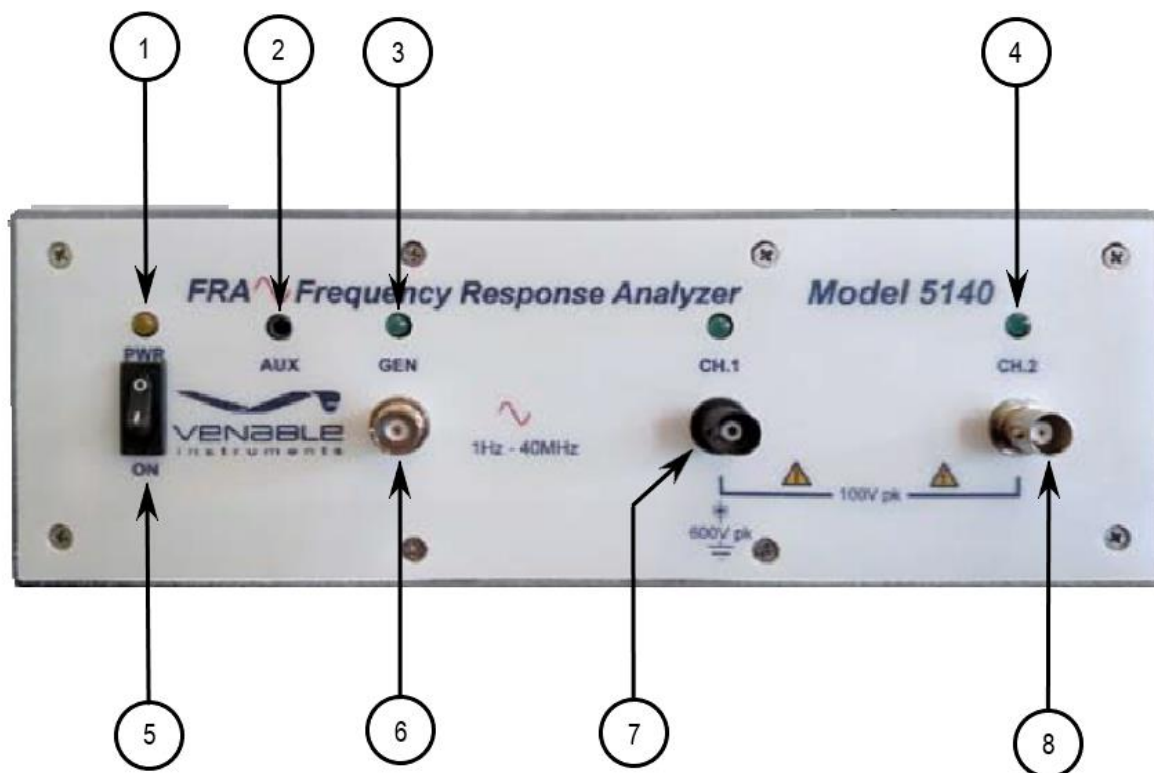 1 2 3 4
FRA Frequency Response Analyzer Model 5140
PWR AUX GEN CH.1 CH.2
O
I
VENABLE
instruments
1Hz - 40MHz
ON
100V pk
600V pk
5 6 7 8